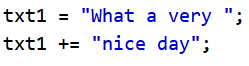 txt1 = "What a very ";
txt1 += "nice day";